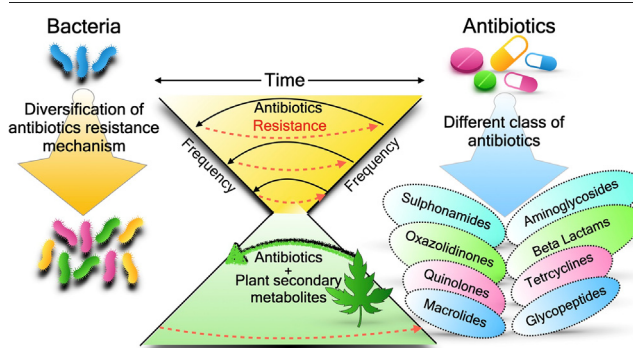 Bacteria
Diversification of
antibiotics resistance
mechanism
Time
Antibiotics
Resistance
Frequency
Frequency
Antibiotics
+
Plant secondary
metabolites
Antibiotics
Different class of
antibiotics
Sulphonamides
Aminoglycosides
Oxazolidinones
Beta Lactams
Quinolones
Tetrcyclines
Macrolides
Glycopeptides